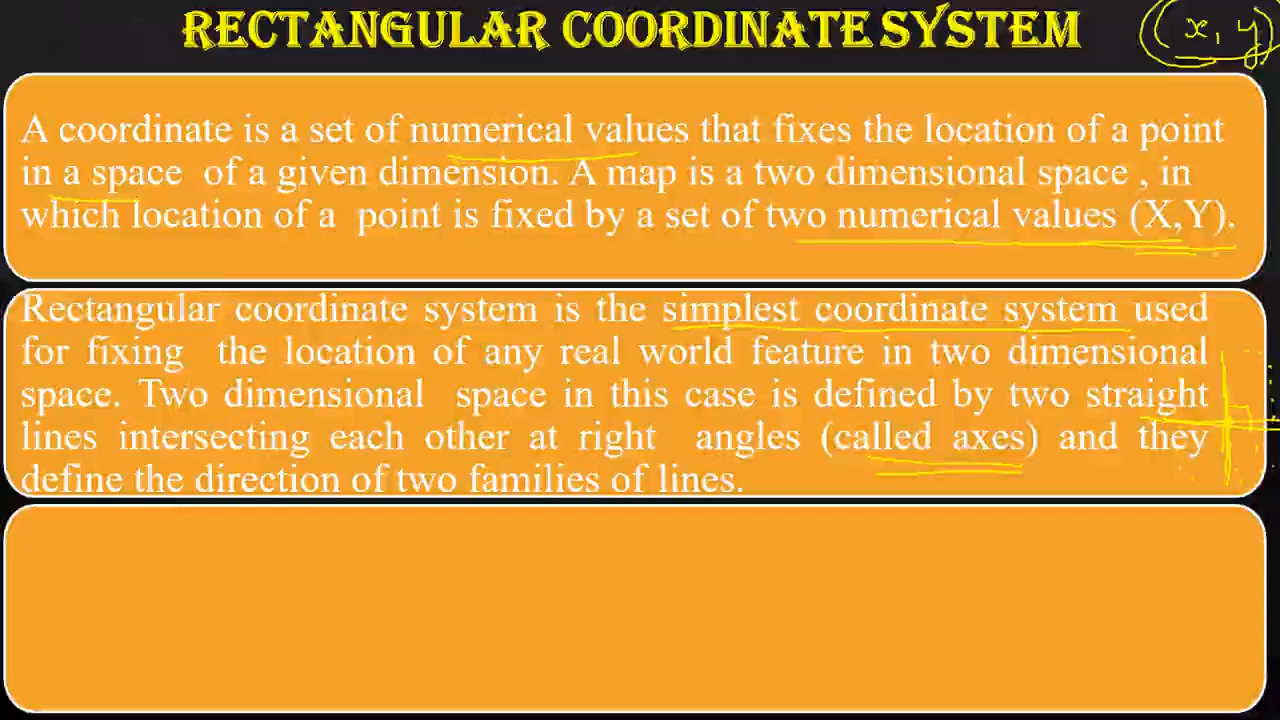 RECTANGULAR COORDINATE SYSTEM
(x, y)
A coordinate is a set of numerical values that fixes the location of a point
in a space of a given dimension. A map is a two dimensional space , in
which location of a point is fixed by a set of two numerical values (X,Y).
Rectangular coordinate system is the simplest coordinate system used
for fixing the location of any real world feature in two dimensional
space. Two dimensional space in this case is defined by two straight
lines intersecting each other at right angles (called axes) and they
define the direction of two families of lines.